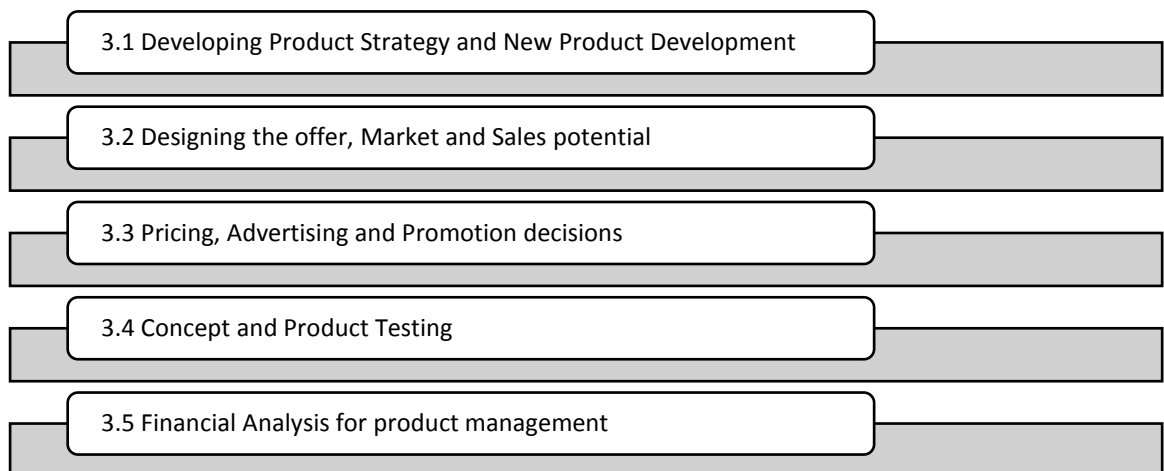 3.1 Developing Product Strategy and New Product Development
3.2 Designing the offer, Market and Sales potential
3.3 Pricing, Advertising and Promotion decisions
3.4 Concept and Product Testing
3.5 Financial Analysis for product management